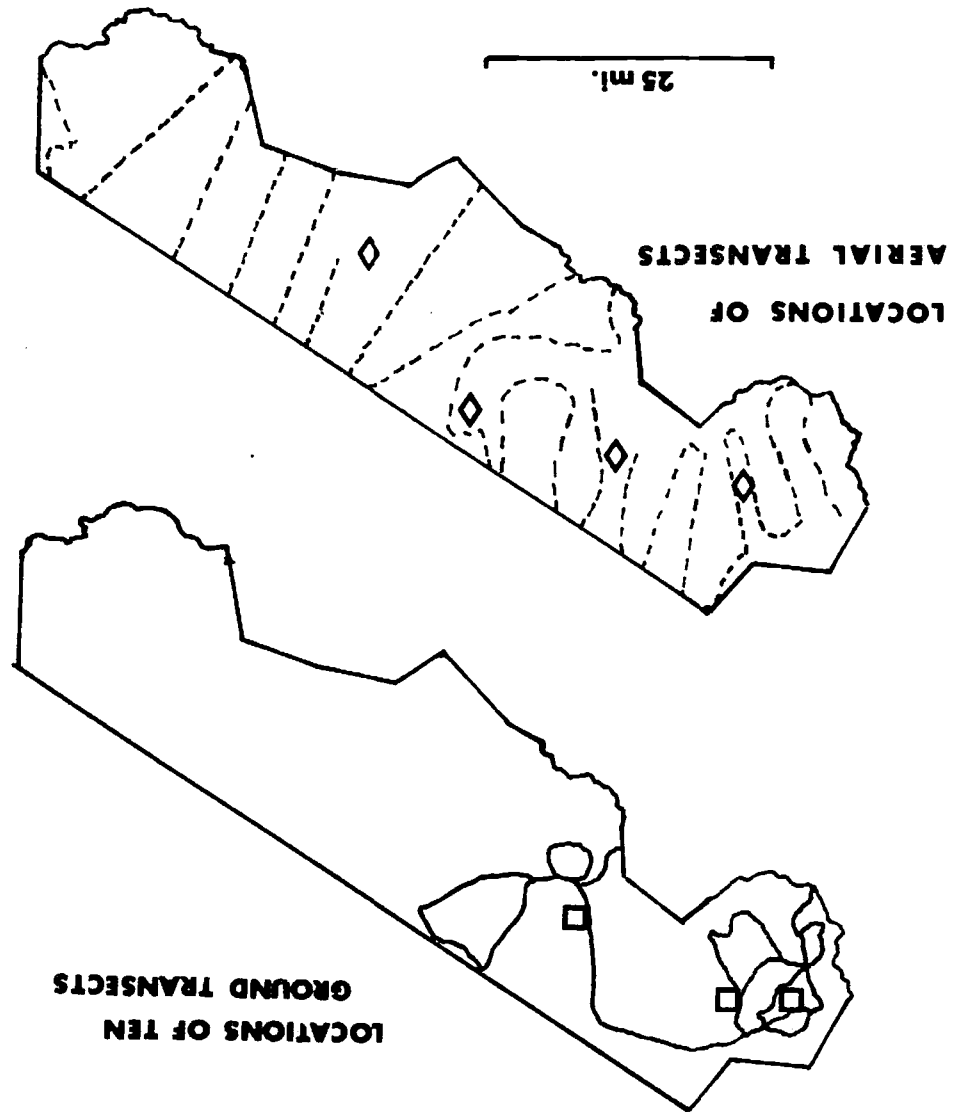 LOCATIONS OF TEN
GROUND TRANSECTS
LOCATIONS OF
AERIAL TRANSECTS
25 mi.